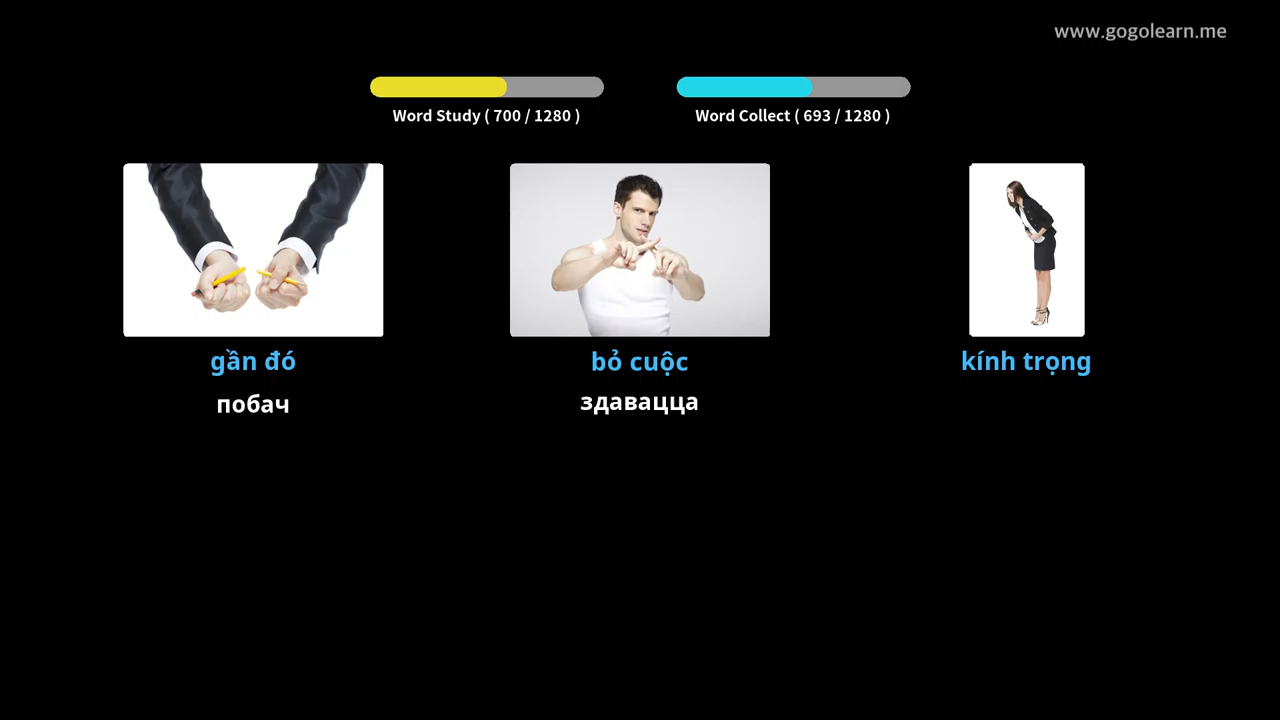 www.gogolearn.me
Word Study ( 700 / 1280 )
Word Collect ( 693 / 1280 )
gần đó
bỏ cuộc
kính trọng
побач
здавацца